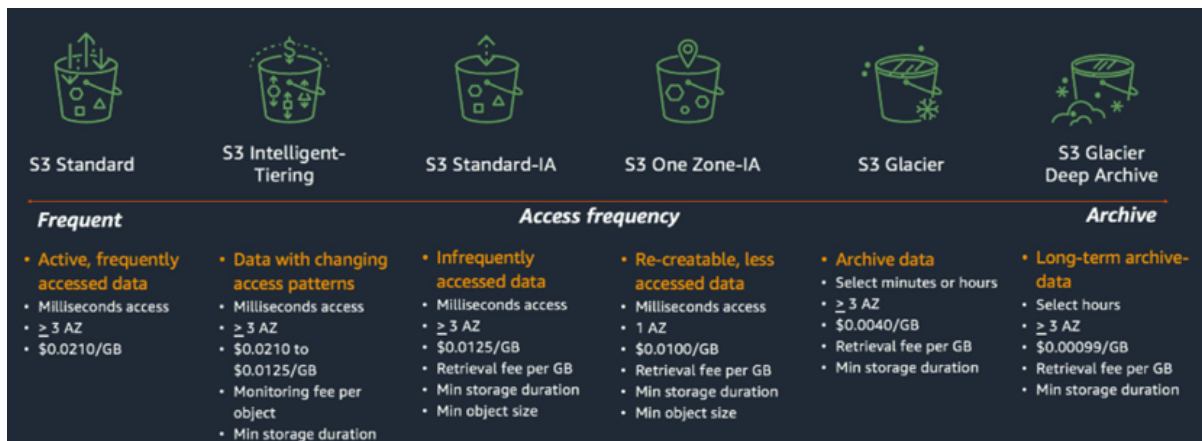 S3 Standard
S3 Intelligent-
Tiering
S3 Standard-IA
S3 One Zone-IA
S3 Glacier
S3 Glacier
Deep Archive
Frequent
Access frequency
Archive
• Active, frequently
accessed data
• Milliseconds access
• ≥ 3 AZ
• $0.0210/GB
• Data with changing
access patterns
• Milliseconds access
• ≥ 3 AZ
• $0.0210 to
$0.0125/GB
• Monitoring fee per
object
• Min storage duration
• Infrequently
accessed data
• Milliseconds access
• ≥ 3 AZ
• $0.0125/GB
• Retrieval fee per GB
• Min storage duration
• Min object size
• Re-creatable, less
accessed data
• Milliseconds access
• 1 AZ
• $0.0100/GB
• Retrieval fee per GB
• Min storage duration
• Min object size
• Archive data
• Select minutes or hours
• ≥ 3 AZ
• $0.0040/GB
• Retrieval fee per GB
• Min storage duration
• Long-term archive-
data
• Select hours
• ≥ 3 AZ
• $0.00099/GB
• Retrieval fee per GB
• Min storage duration